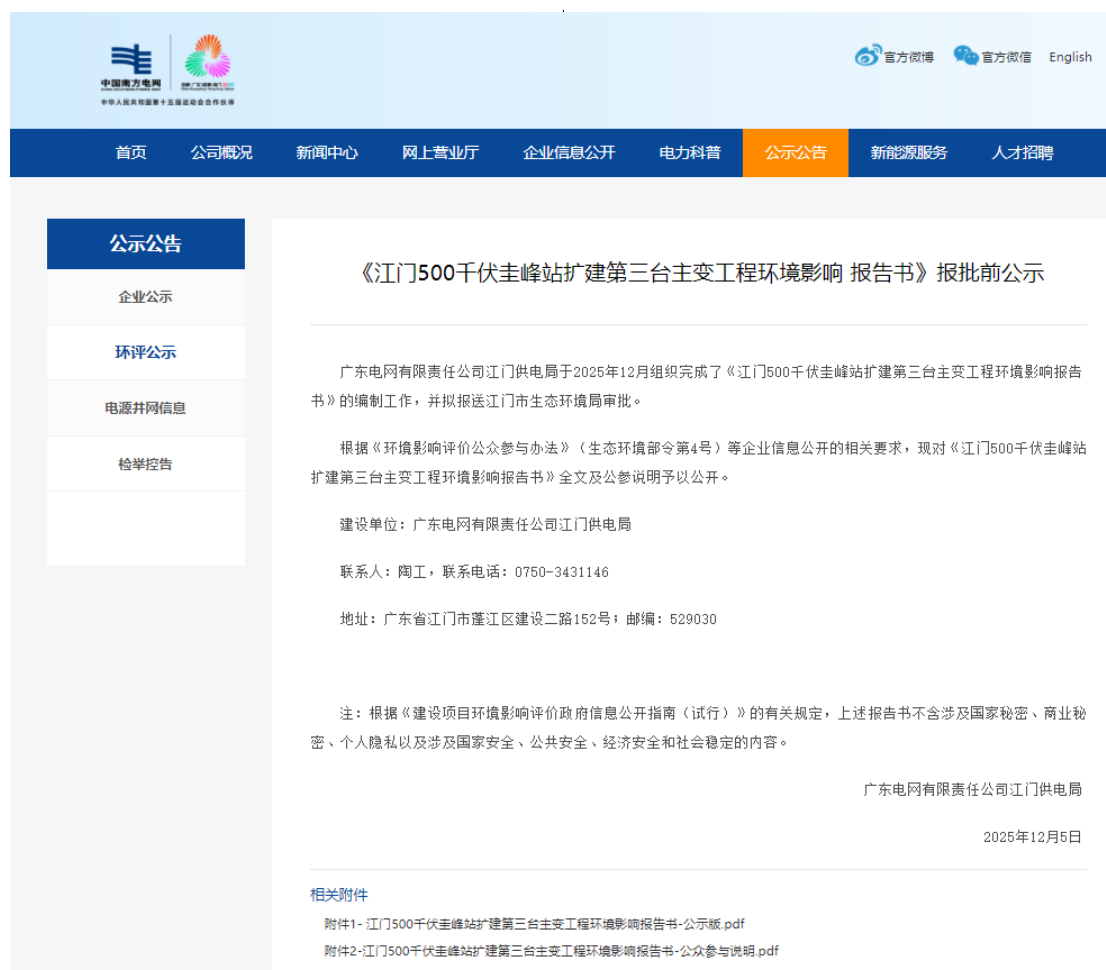 中国南方电网
中华人民共和国第十五届运动会合作伙伴
官方微博
官方微信
English
首页
公司概况
新闻中心
网上营业厅
企业信息公开
电力科普
公示公告
新能源服务
人才招聘
公示公告
企业公示
环评公示
电源并网信息
检举控告
《江门500千伏圭峰站扩建第三台主变工程环境影响 报告书》报批前公示
广东电网有限责任公司江门供电局于2025年12月组织完成了《江门500千伏圭峰站扩建第三台主变工程环境影响报告
书》的编制工作，并拟报送江门市生态环境局审批。
根据《环境影响评价公众参与办法》（生态环境部令第4号）等企业信息公开的相关要求，现对《江门500千伏圭峰站
扩建第三台主变工程环境影响报告书》全文及公参说明予以公开。
建设单位：广东电网有限责任公司江门供电局
联系人：陶工，联系电话：0750-3431146
地址：广东省江门市蓬江区建设二路152号；邮编：529030
注：根据《建设项目环境影响评价政府信息公开指南（试行）》的有关规定，上述报告书不含涉及国家秘密、商业秘
密、个人隐私以及涉及国家安全、公共安全、经济安全和社会稳定的内容。
广东电网有限责任公司江门供电局
2025年12月5日
相关附件
附件1- 江门500千伏圭峰站扩建第三台主变工程环境影响报告书-公示版.pdf
附件2-江门500千伏圭峰站扩建第三台主变工程环境影响报告书-公众参与说明.pdf